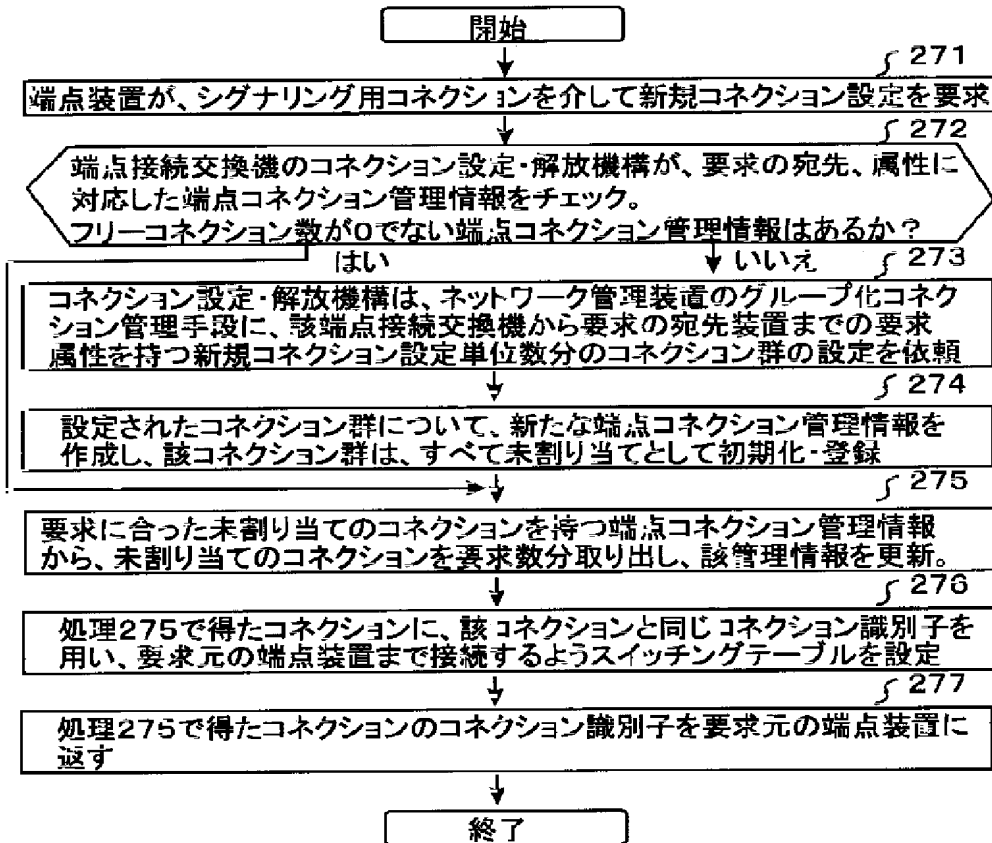 開始
271
端点装置が、シグナリング用コネクションを介して新規コネクション設定を要求
272
端点接続交換機のコネクション設定・解放機構が、要求の宛先、属性に
対応した端点コネクション管理情報をチェック。
フリーコネクション数が0でない端点コネクション管理情報はあるか？
はい いいえ 273
コネクション設定・解放機構は、ネットワーク管理装置のグループ化コネク
ション管理手段に、該端点接続交換機から要求の宛先装置までの要求
属性を持つ新規コネクション設定単位数分のコネクション群の設定を依頼
274
設定されたコネクション群について、新たな端点コネクション管理情報を
作成し、該コネクション群は、すべて未割り当てとして初期化・登録
275
要求に合った未割り当てのコネクションを持つ端点コネクション管理情報
から、未割り当てのコネクションを要求数分取り出し、該管理情報を更新。
276
処理275で得たコネクションに、該コネクションと同じコネクション識別子を
用い、要求元の端点装置まで接続するようスイッチングテーブルを設定
277
処理275で得たコネクションのコネクション識別子を要求元の端点装置に
返す
終了